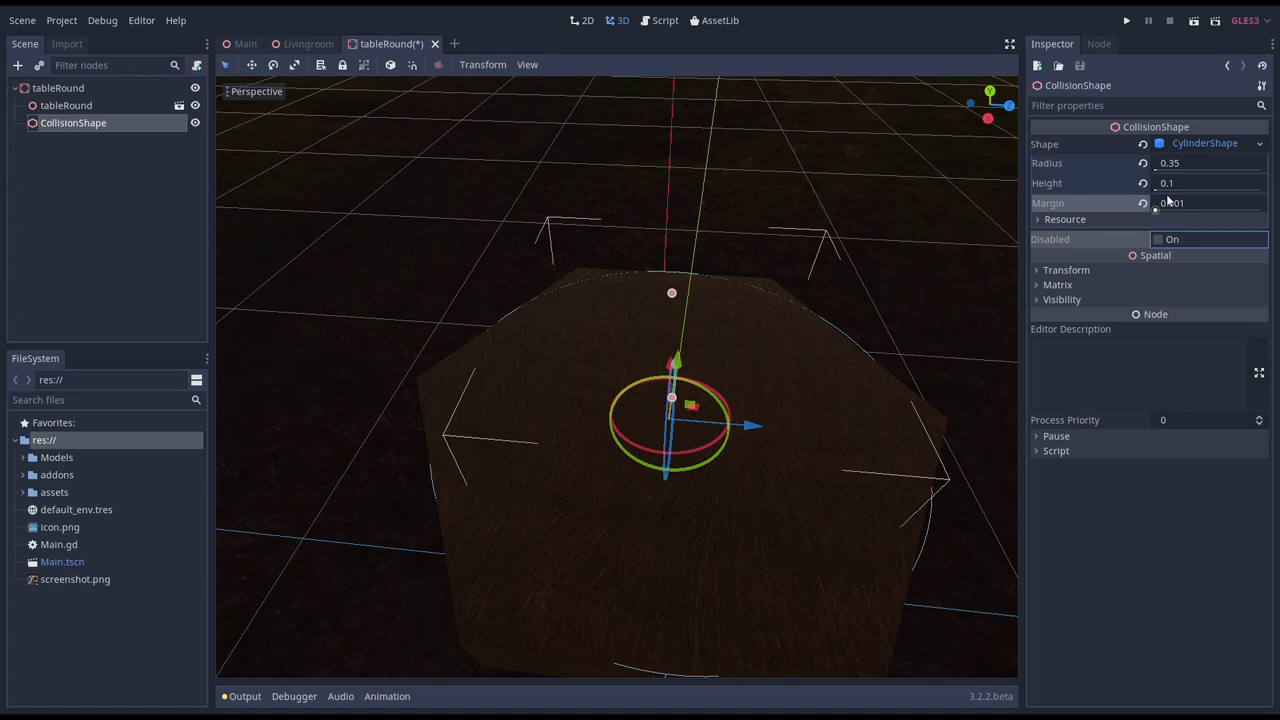 Scene Project Debug Editor Help
2D 3D Script AssetLib
GLES3
Scene Import
Filter nodes
tableRound
tableRound
CollisionShape
FileSystem
res://
Search files
Favorites:
res://
Models
addons
assets
default_env.tres
icon.png
Main.gd
Main.tscn
screenshot.png
Main Livingroom tableRound(*)
Transform View
Perspective
Y
Z
Output Debugger Audio Animation 3.2.2.beta
Inspector Node
CollisionShape
Filter properties
CollisionShape
Shape CylinderShape
Radius 0.35
Height 0.1
Margin
Resource
Disabled On
Spatial
Transform
Matrix
Visibility
Node
Editor Description
Process Priority 0
Pause
Script